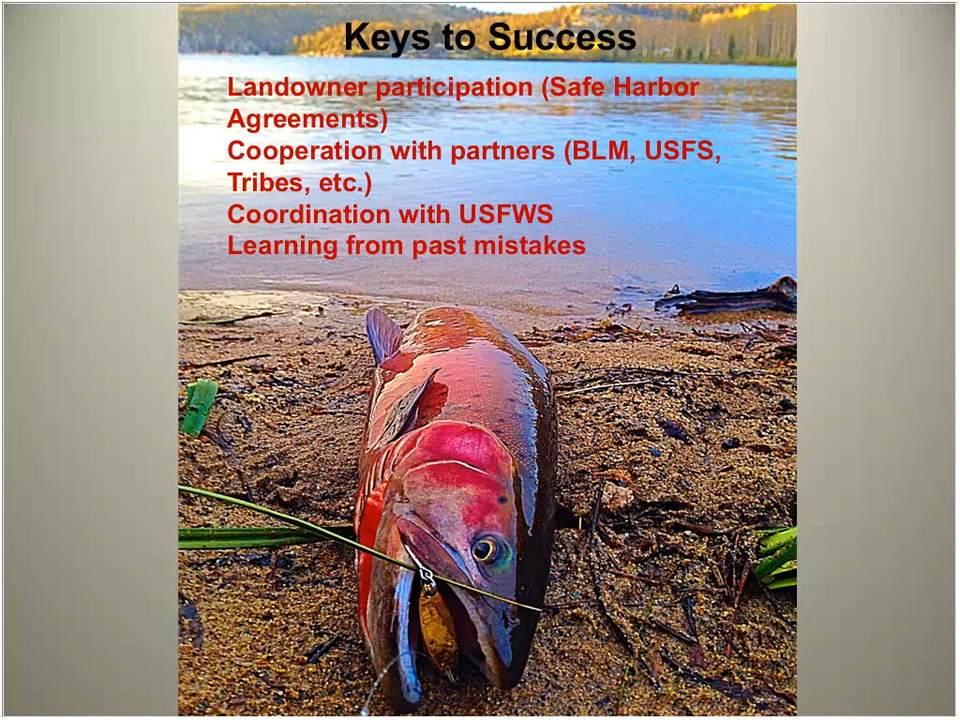 Keys to Success
Landowner participation (Safe Harbor
Agreements)
Cooperation with partners (BLM, USFS,
Tribes, etc.)
Coordination with USFWS
Learning from past mistakes